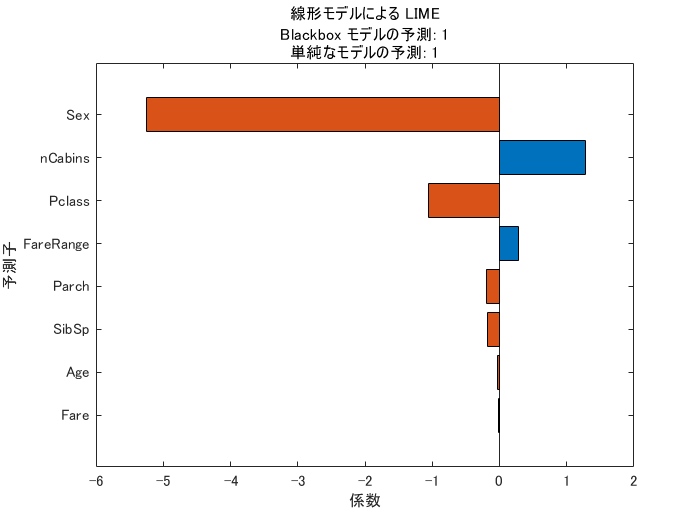 線形モデルによる LIME
Blackbox モデルの予測: 1
単純なモデルの予測: 1
予測子
Sex
nCabins
Pclass
FareRange
Parch
SibSp
Age
Fare
-6 -5 -4 -3 -2 -1 0 1 2
係数